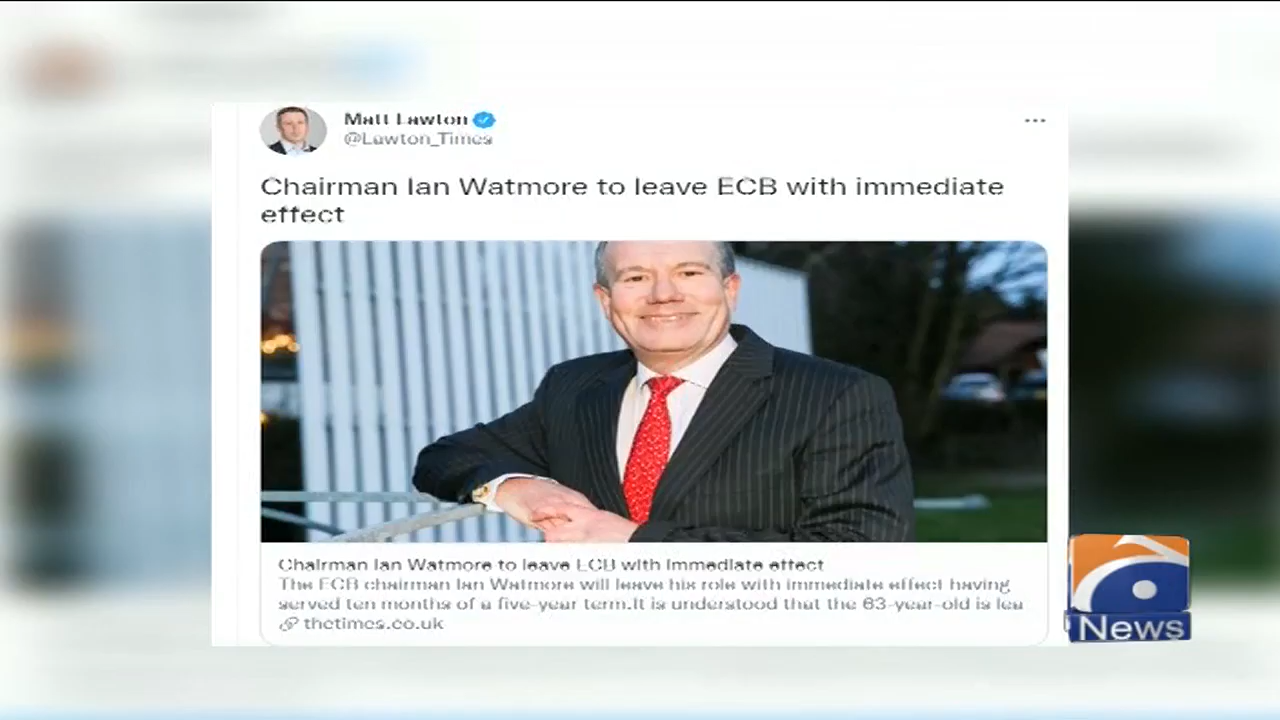 Matt Lawton
@Lawton_Times
Chairman Ian Watmore to leave ECB with immediate
effect
Chairman Ian Watmore to leave ECB with immediate effect
The ECB chairman Ian Watmore will leave his role with immediate effect having
served ten months of a five-year term.It is understood that the 63-year-old is lea
thetimes.co.uk
News